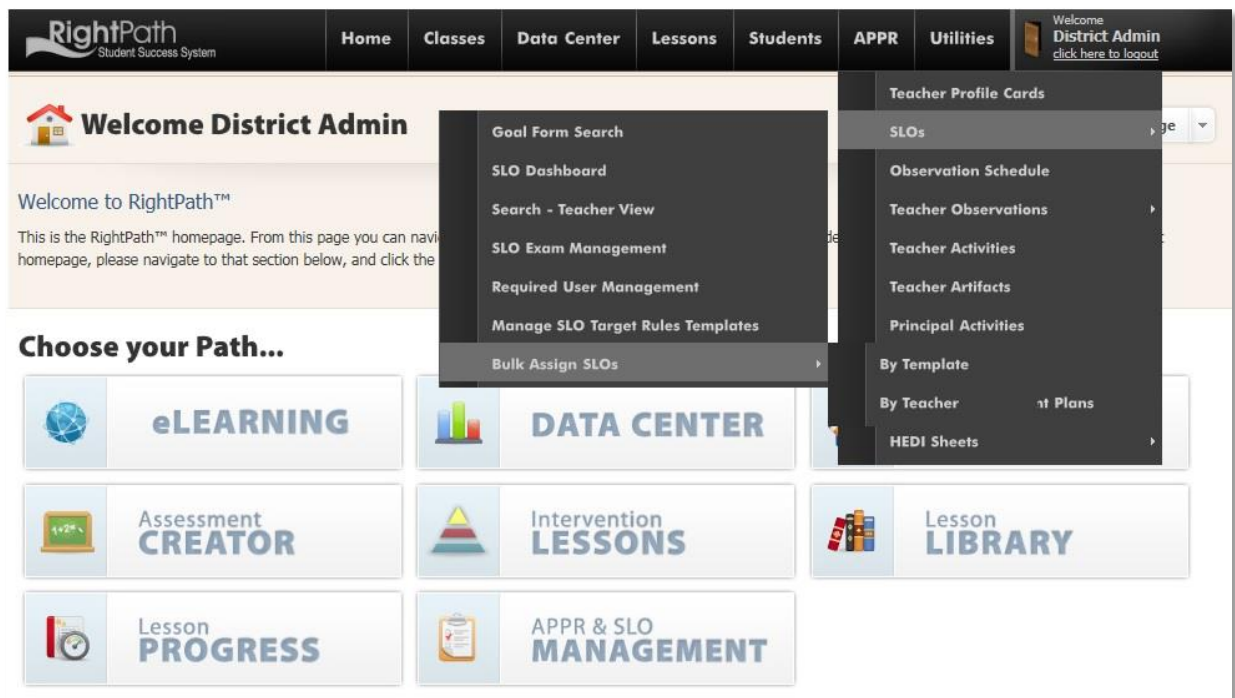 RightPath
Student Success System
Home
Classes
Data Center
Lessons
Students
APPR
Utilities
Welcome
District Admin
click here to logout
Welcome District Admin
Teacher Profile Cards
SLOs
Observation Schedule
Teacher Observations
Teacher Activities
Teacher Artifacts
Principal Activities
nt Plans
HEDI Sheets
Goal Form Search
SLO Dashboard
Search - Teacher View
SLO Exam Management
Required User Management
Manage SLO Target Rules Templates
Bulk Assign SLOs
By Template
By Teacher
Welcome to RightPath™
This is the RightPath™ homepage. From this page you can
homepage, please navigate to that section below, and click the
Choose your Path...
eLEARNING
DATA CENTER
Assessment
CREATOR
Intervention
LESSONS
Lesson
LIBRARY
Lesson
PROGRESS
APPR & SLO
MANAGEMENT